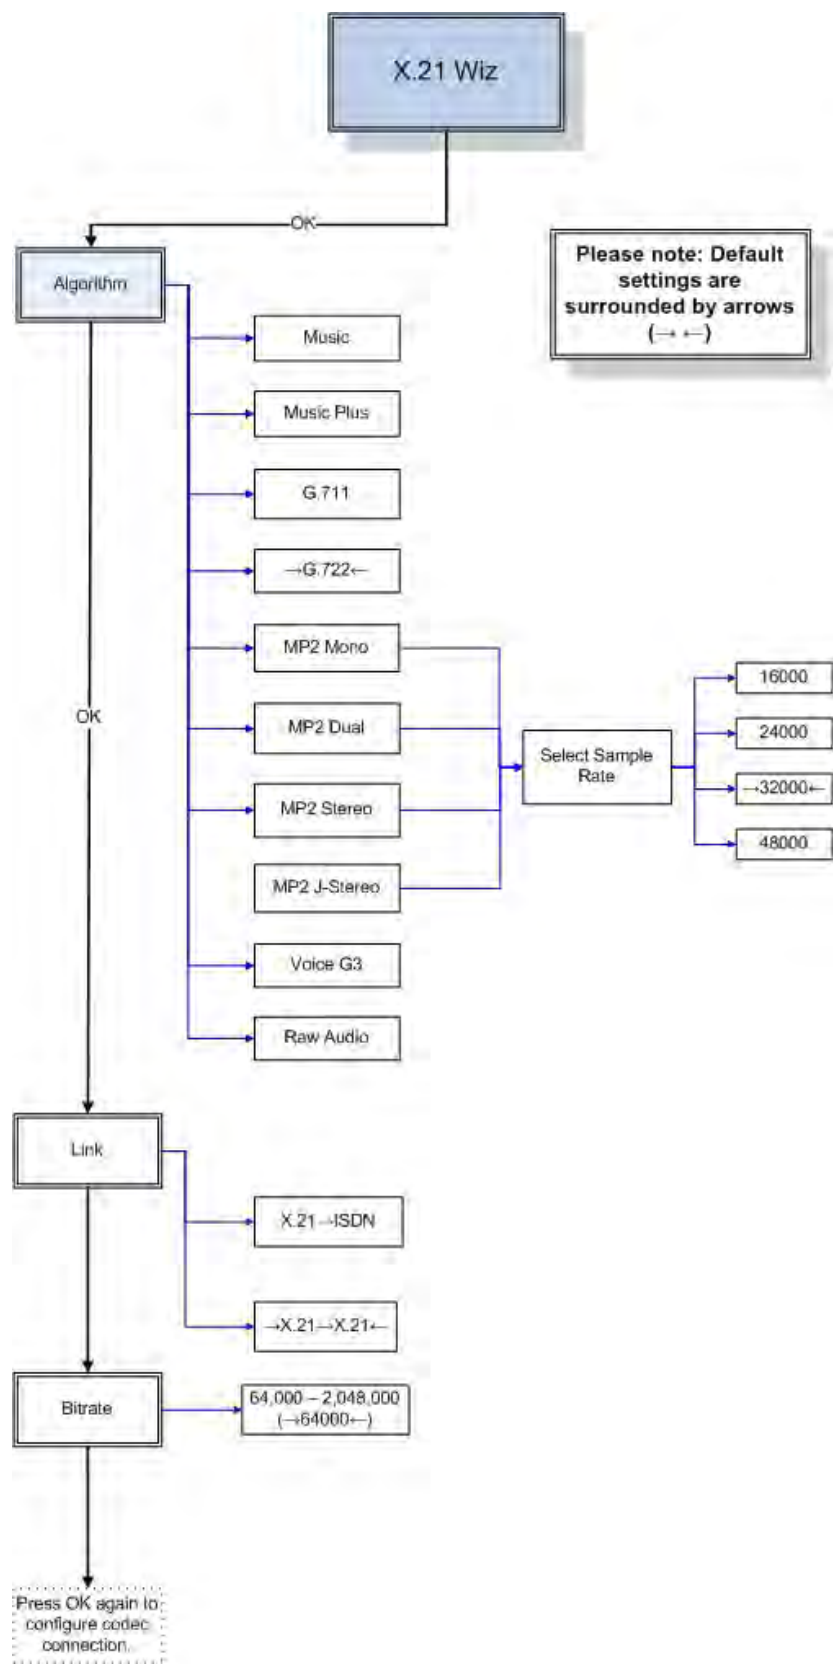 X.21 Wiz
OK
Algorithm
Please note: Default
settings are
surrounded by arrows
(→ ←)
Music
Music Plus
G.711
→G.722←
MP2 Mono
OK
MP2 Dual
MP2 Stereo
MP2 J-Stereo
Select Sample
Rate
16000
24000
→32000←
48000
Voice G3
Raw Audio
Link
X.21→ISDN
→X.21→X.21←
Bitrate
64,000 – 2,048,000
(→64000←)
Press OK again to
configure codec
connection.